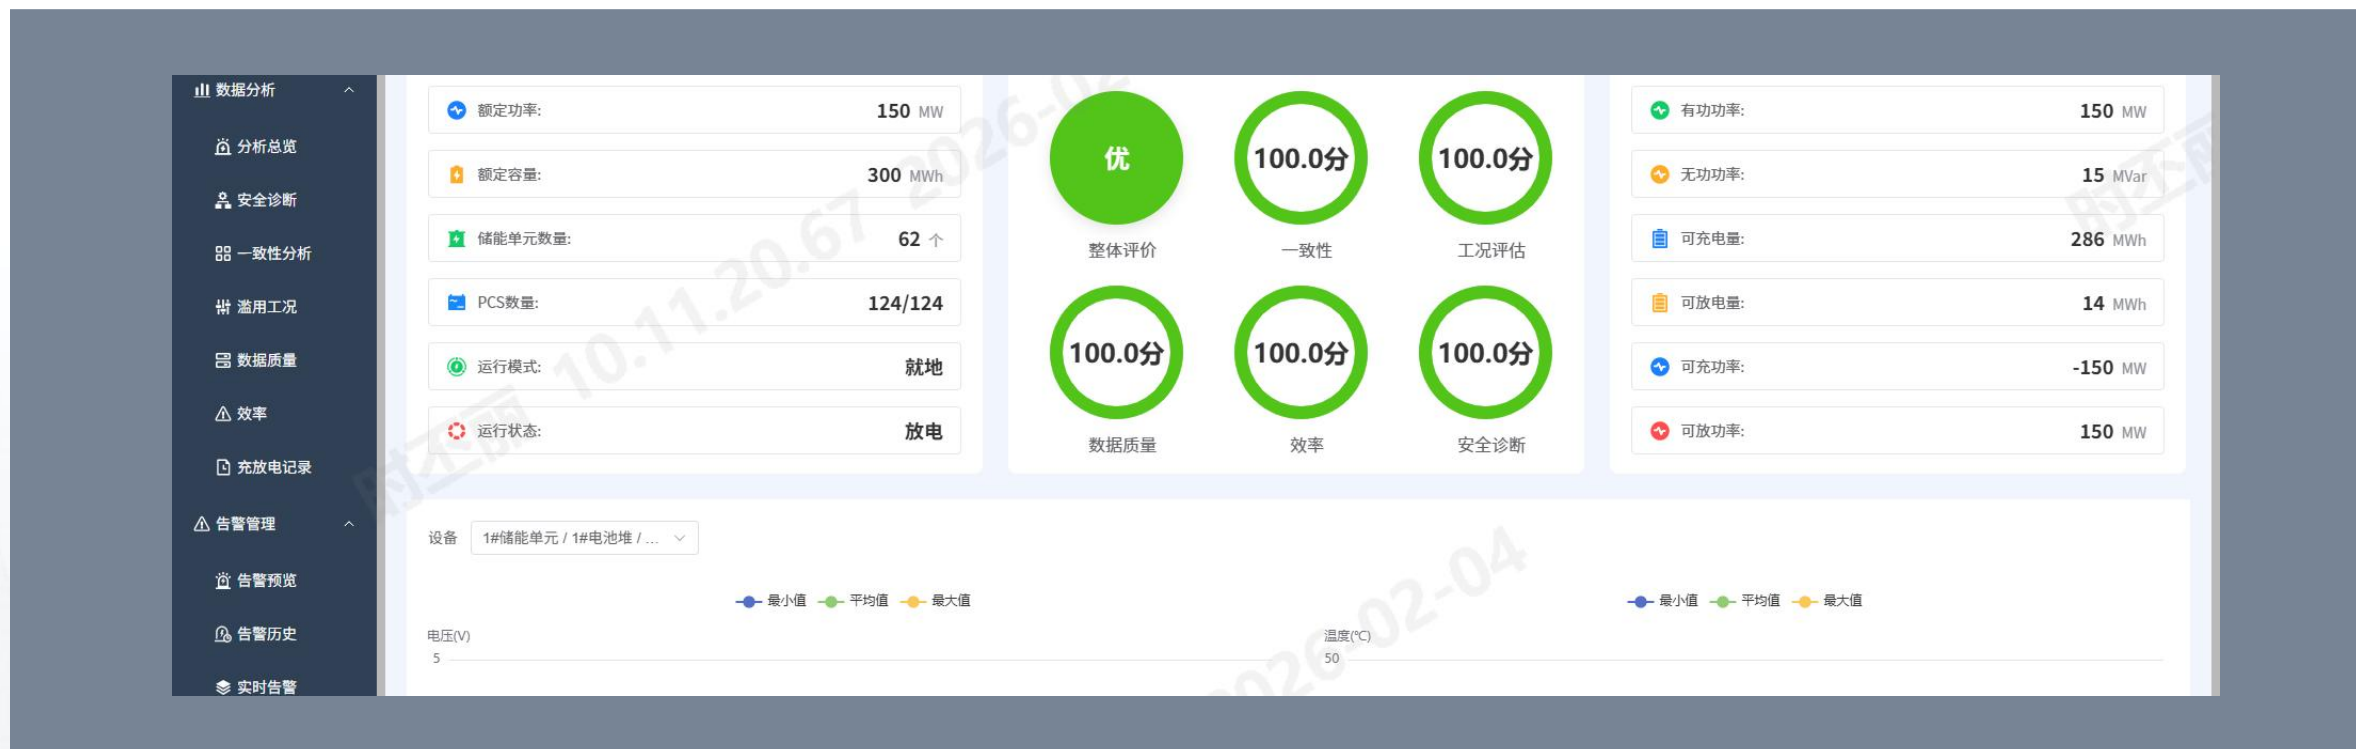 数据分析
分析总览
安全诊断
一致性分析
滥用工况
数据质量
效率
充放电记录
告警管理
告警预览
告警历史
实时告警
额定功率: 150 MW
额定容量: 300 MWh
储能单元数量: 62 个
PCS数量: 124/124
运行模式: 就地
运行状态: 放电
优 100.0分 100.0分
整体评价 一致性 工况评估
100.0分 100.0分 100.0分
数据质量 效率 安全诊断
有功功率: 150 MW
无功功率: 15 MVar
可充电量: 286 MWh
可放电量: 14 MWh
可充功率: -150 MW
可放功率: 150 MW
设备 1#储能单元 / 1#电池堆 / ...
最小值 平均值 最大值
电压(V)
5
最小值 平均值 最大值
温度(℃)
50
10.11.20.67 2026-02
2026-02-04